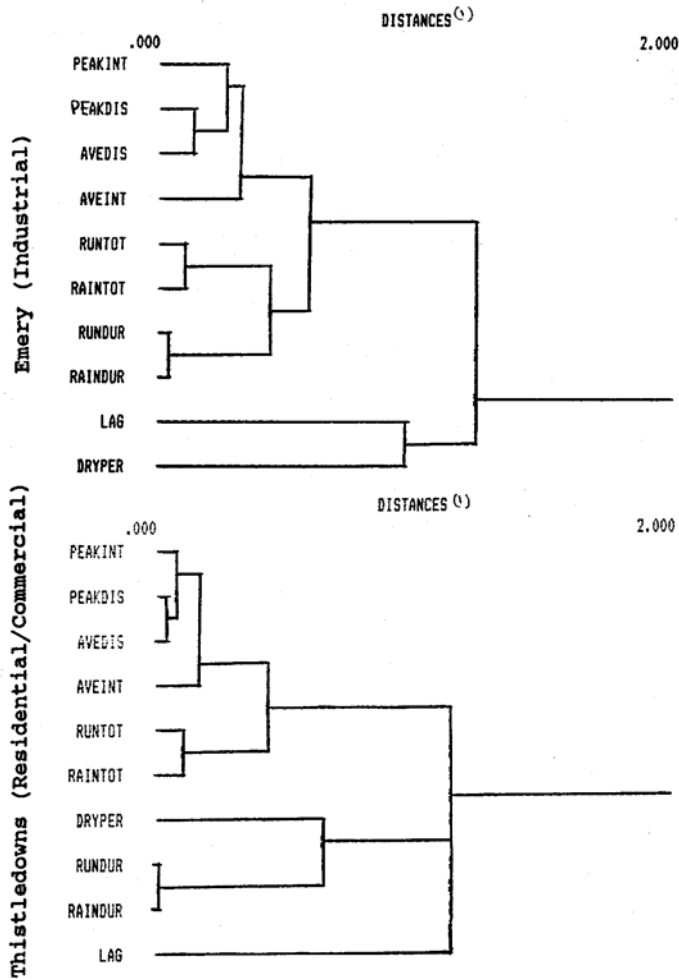 DISTANCES(1)
.000 2.000
PEAKINT
PEAKDIS
AVEDIS
AVEINT
RUNTOT
RAINTOT
RUNDUR
RAINDUR
LAG
DRYPER
Emery (Industrial)
DISTANCES(1)
.000 2.000
PEAKINT
PEAKDIS
AVEDIS
AVEINT
RUNTOT
RAINTOT
DRYPER
RUNDUR
RAINDUR
LAG
Thistledowns (Residential/Commercial)